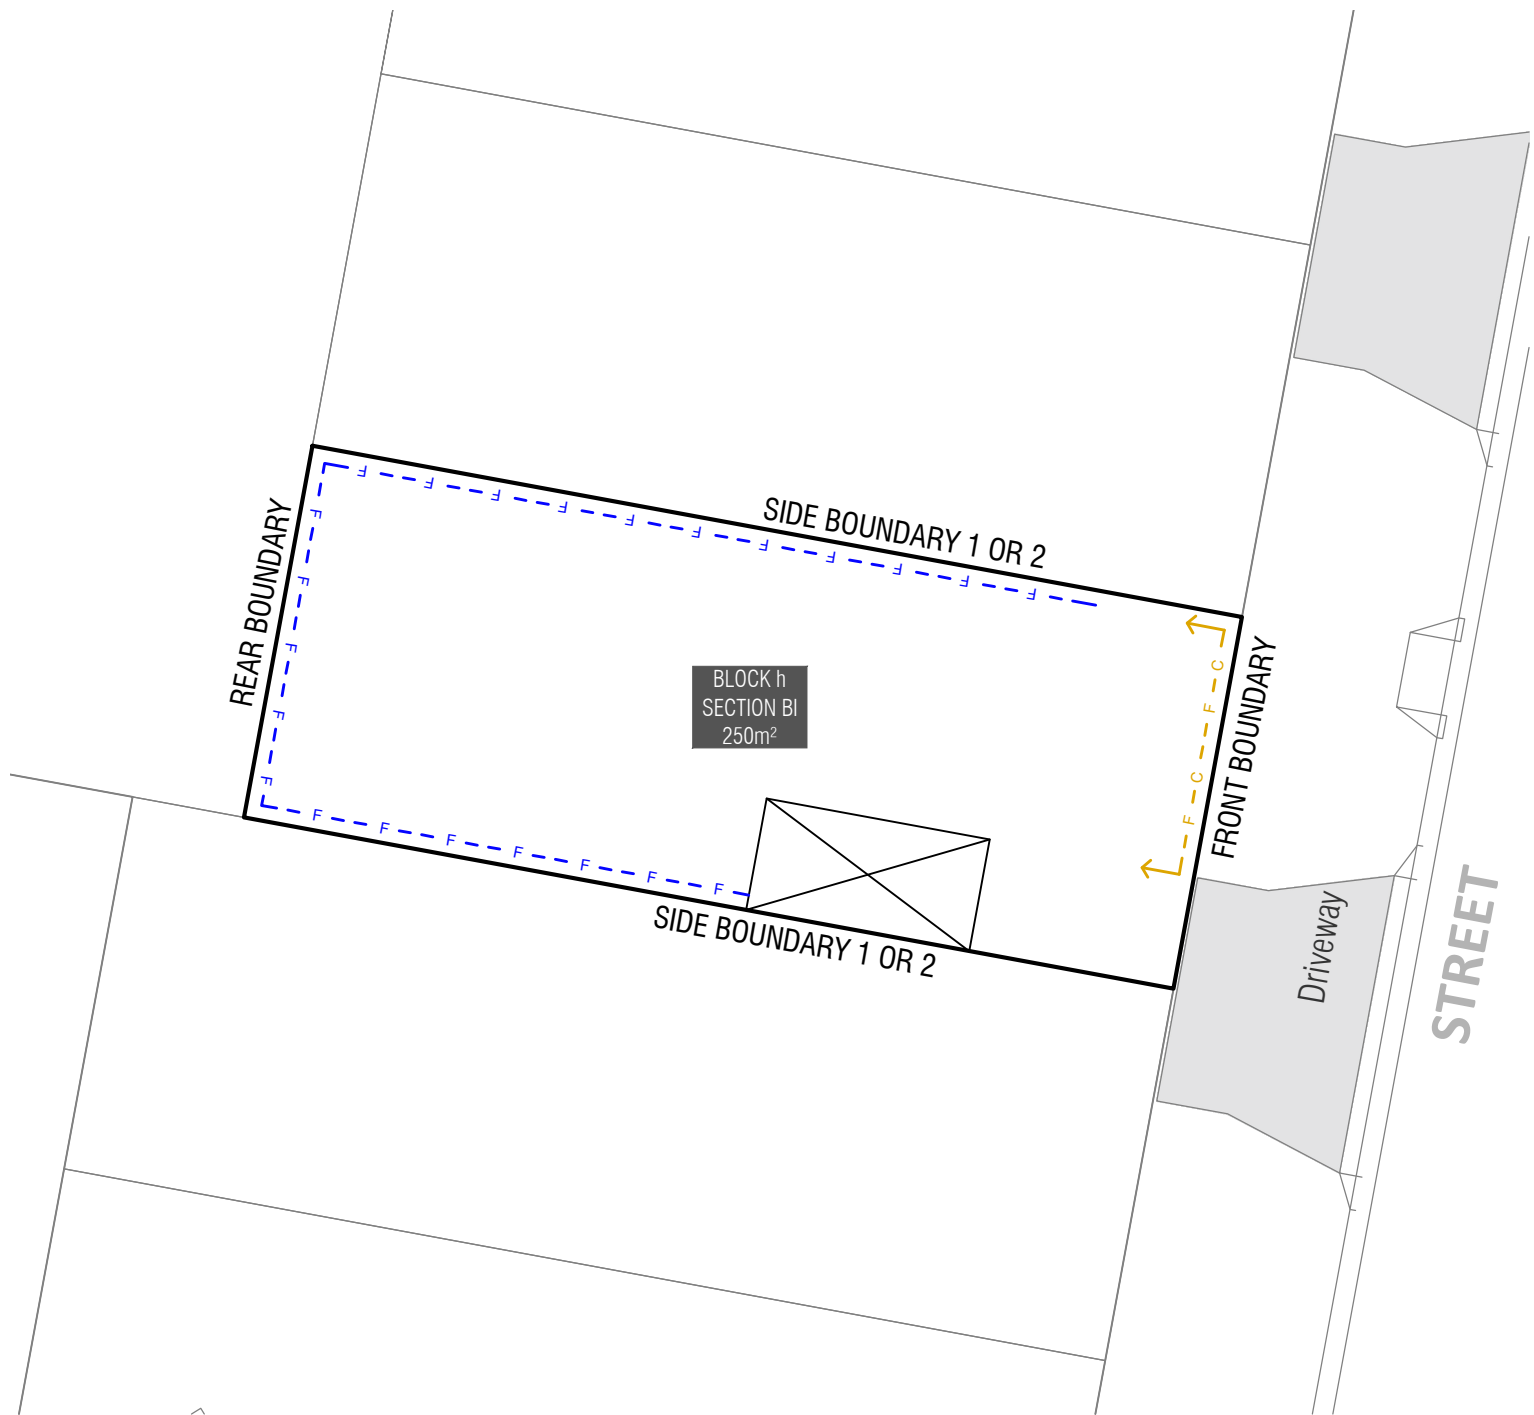 SIDE BOUNDARY 1 OR 2
F F F F F F F F F F F
REAR BOUNDARY
F F F F F
BLOCK h
SECTION BI
250m²
C F C F
FRONT BOUNDARY
F F F F F F F
SIDE BOUNDARY 1 OR 2
Driveway
STREET